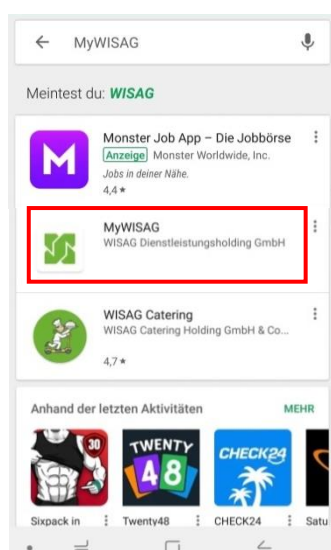 MyWISAG
Meintest du: WISAG
M
Monster Job App – Die Jobbörse
Anzeige Monster Worldwide, Inc.
Jobs in deiner Nähe.
4,4 ★
MyWISAG
WISAG Dienstleistungsholding GmbH
WISAG Catering
WISAG Catering Holding GmbH & Co...
4,7 ★
Anhand der letzten Aktivitäten MEHR
30
TWENTY
48
CHECK24
Sixpack in Twenty48 CHECK24 Satu